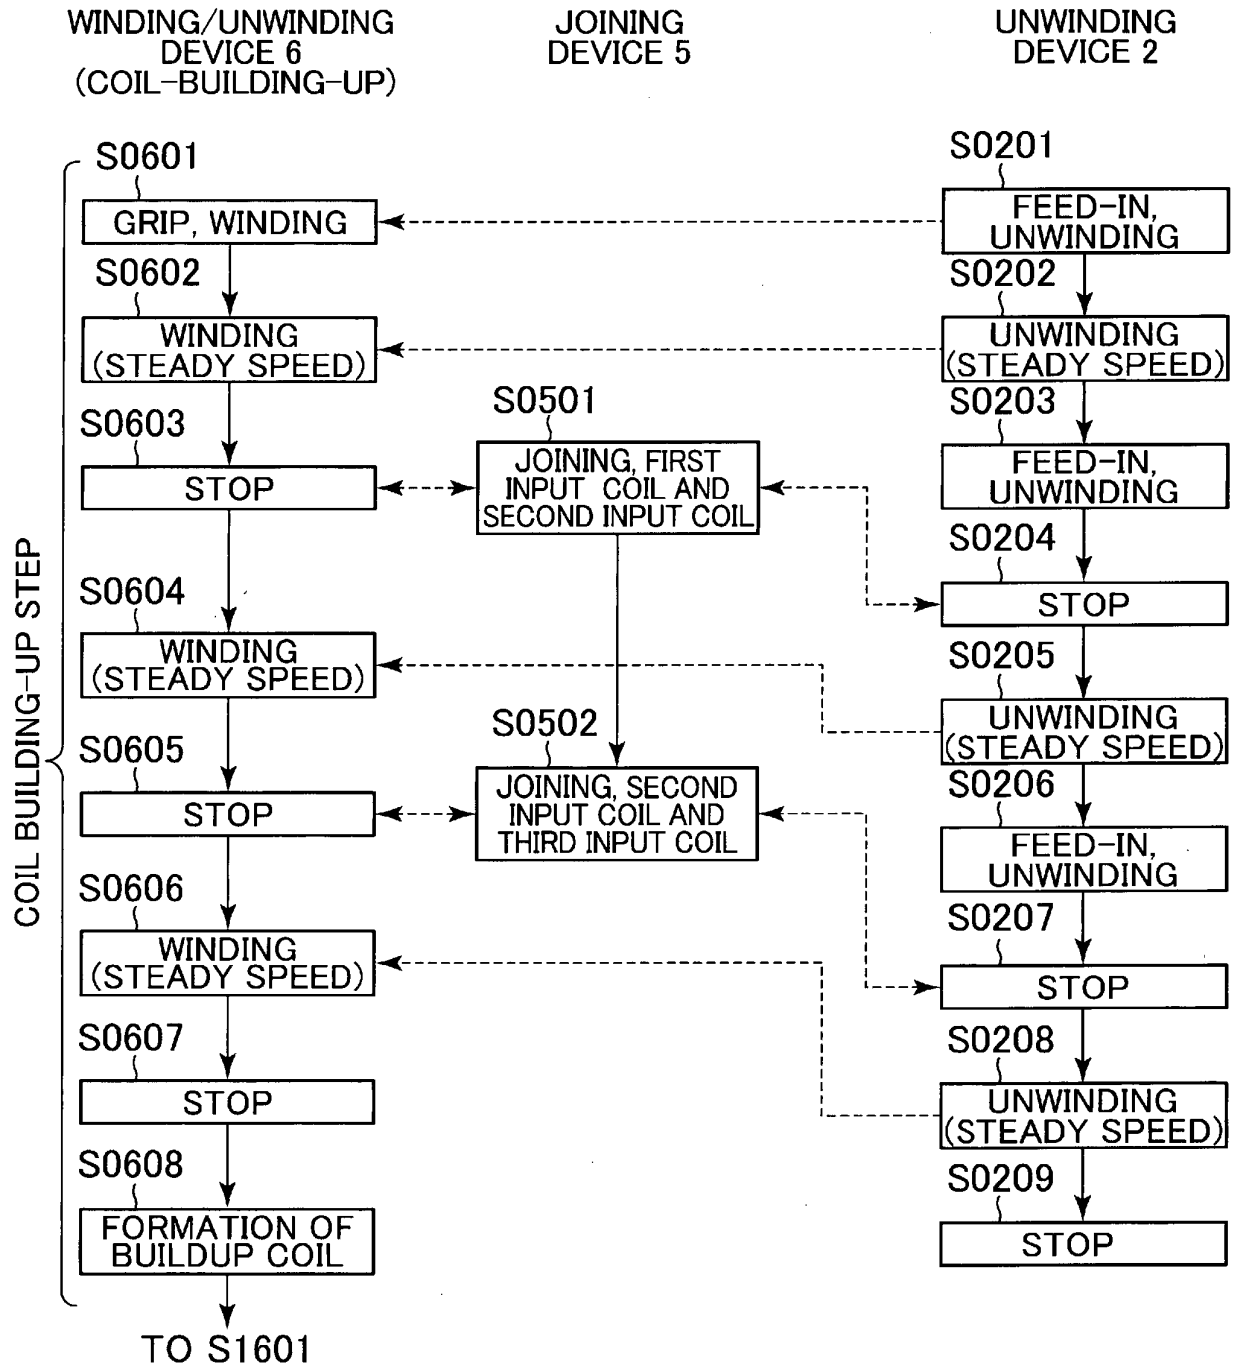 WINDING/UNWINDING
DEVICE 6
(COIL-BUILDING-UP)
JOINING
DEVICE 5
UNWINDING
DEVICE 2
COIL BUILDING-UP STEP
S0601
GRIP, WINDING
S0602
WINDING
(STEADY SPEED)
S0603
STOP
S0604
WINDING
(STEADY SPEED)
S0605
STOP
S0606
WINDING
(STEADY SPEED)
S0607
STOP
S0608
FORMATION OF
BUILDUP COIL
TO S1601
S0501
JOINING, FIRST
INPUT COIL AND
SECOND INPUT COIL
S0502
JOINING, SECOND
INPUT COIL AND
THIRD INPUT COIL
S0201
FEED-IN,
UNWINDING
S0202
UNWINDING
(STEADY SPEED)
S0203
FEED-IN,
UNWINDING
S0204
STOP
S0205
UNWINDING
(STEADY SPEED)
S0206
FEED-IN,
UNWINDING
S0207
STOP
S0208
UNWINDING
(STEADY SPEED)
S0209
STOP